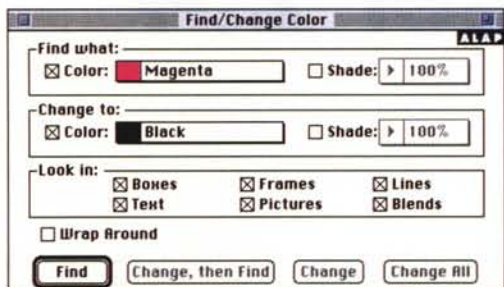 Find/Change Color
ALAP
Find what:
Color: Magenta Shade: 100%
Change to:
Color: Black Shade: 100%
Look in:
Boxes Frames Lines
Text Pictures Blends
Wrap Around
Find Change, then Find Change Change All